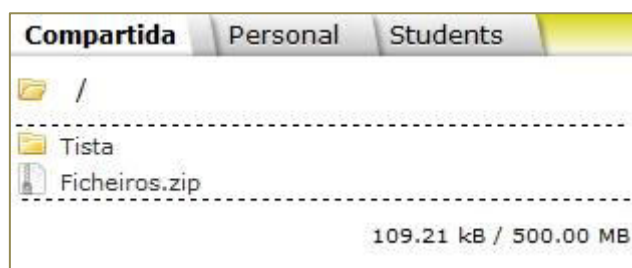 Compartida Personal Students
/
Tista
Ficheiros.zip
109.21 kB / 500.00 MB